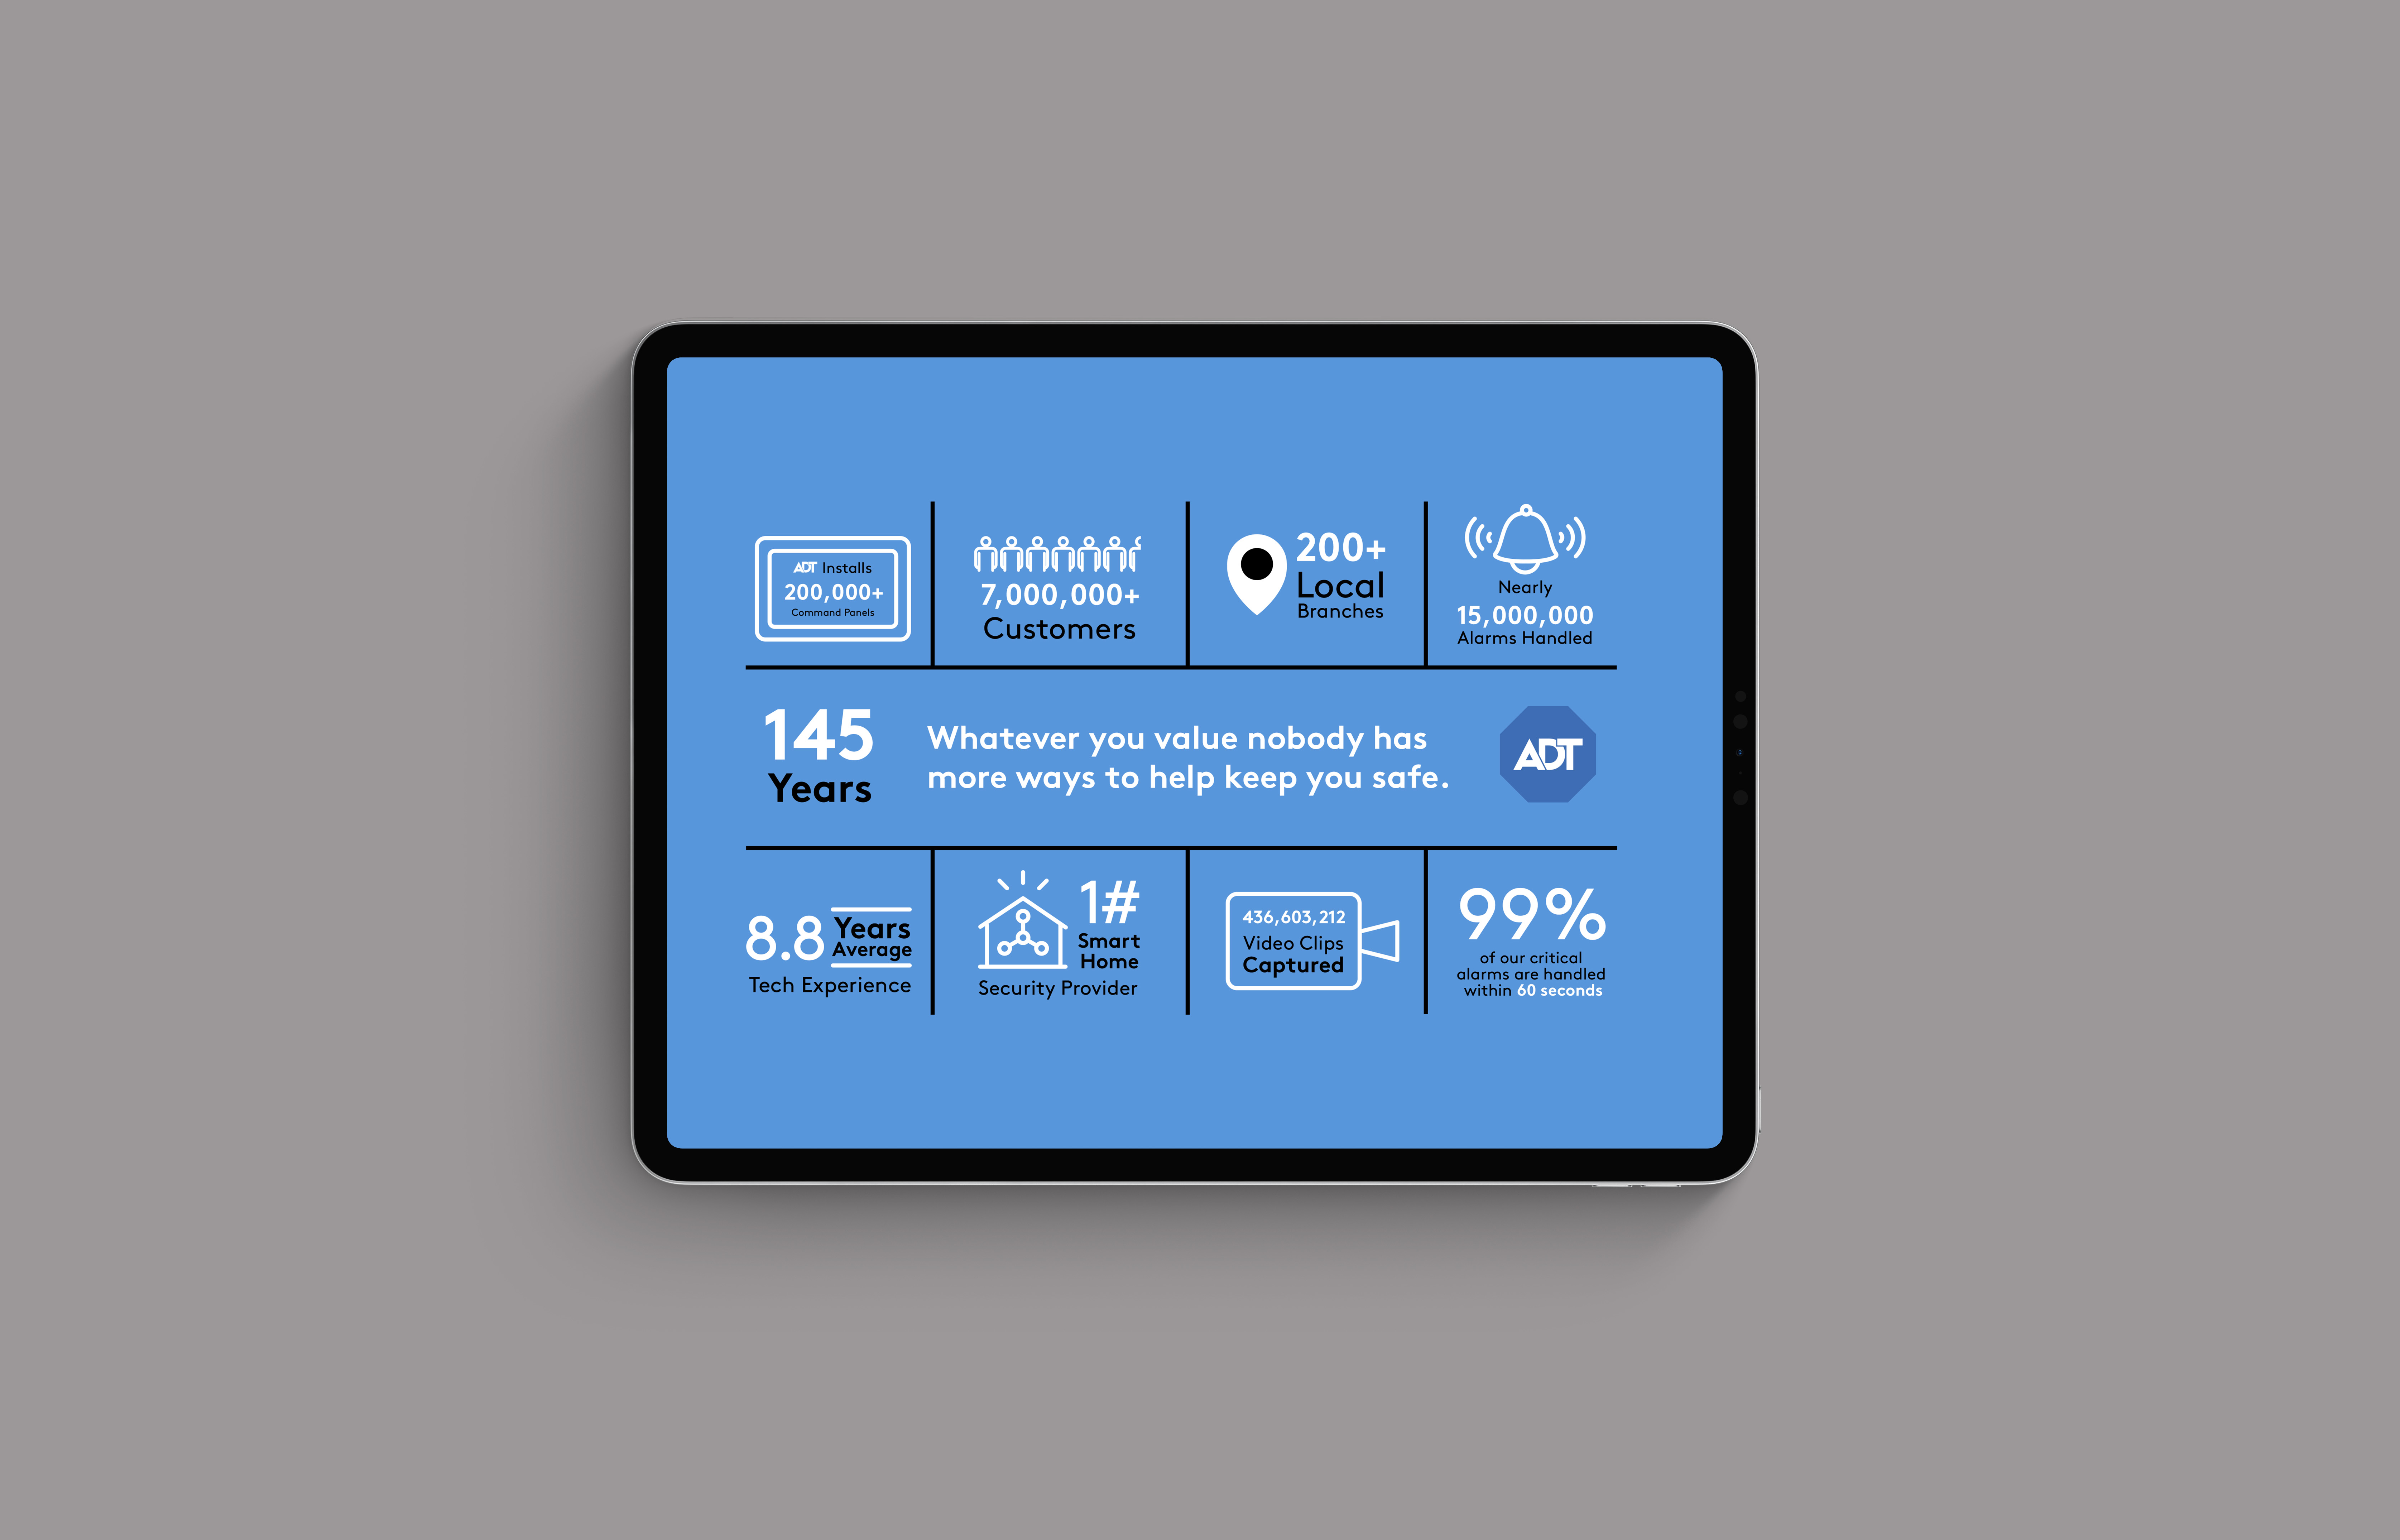 ADT Installs
200,000+
Command Panels
7,000,000+
Customers
200+
Local
Branches
Nearly
15,000,000
Alarms Handled
145
Years
Whatever you value nobody has
more ways to help keep you safe.
ADT
8.8 Years
Average
Tech Experience
1#
Smart
Home
Security Provider
436,603,212
Video Clips
Captured
99%
of our critical
alarms are handled
within 60 seconds